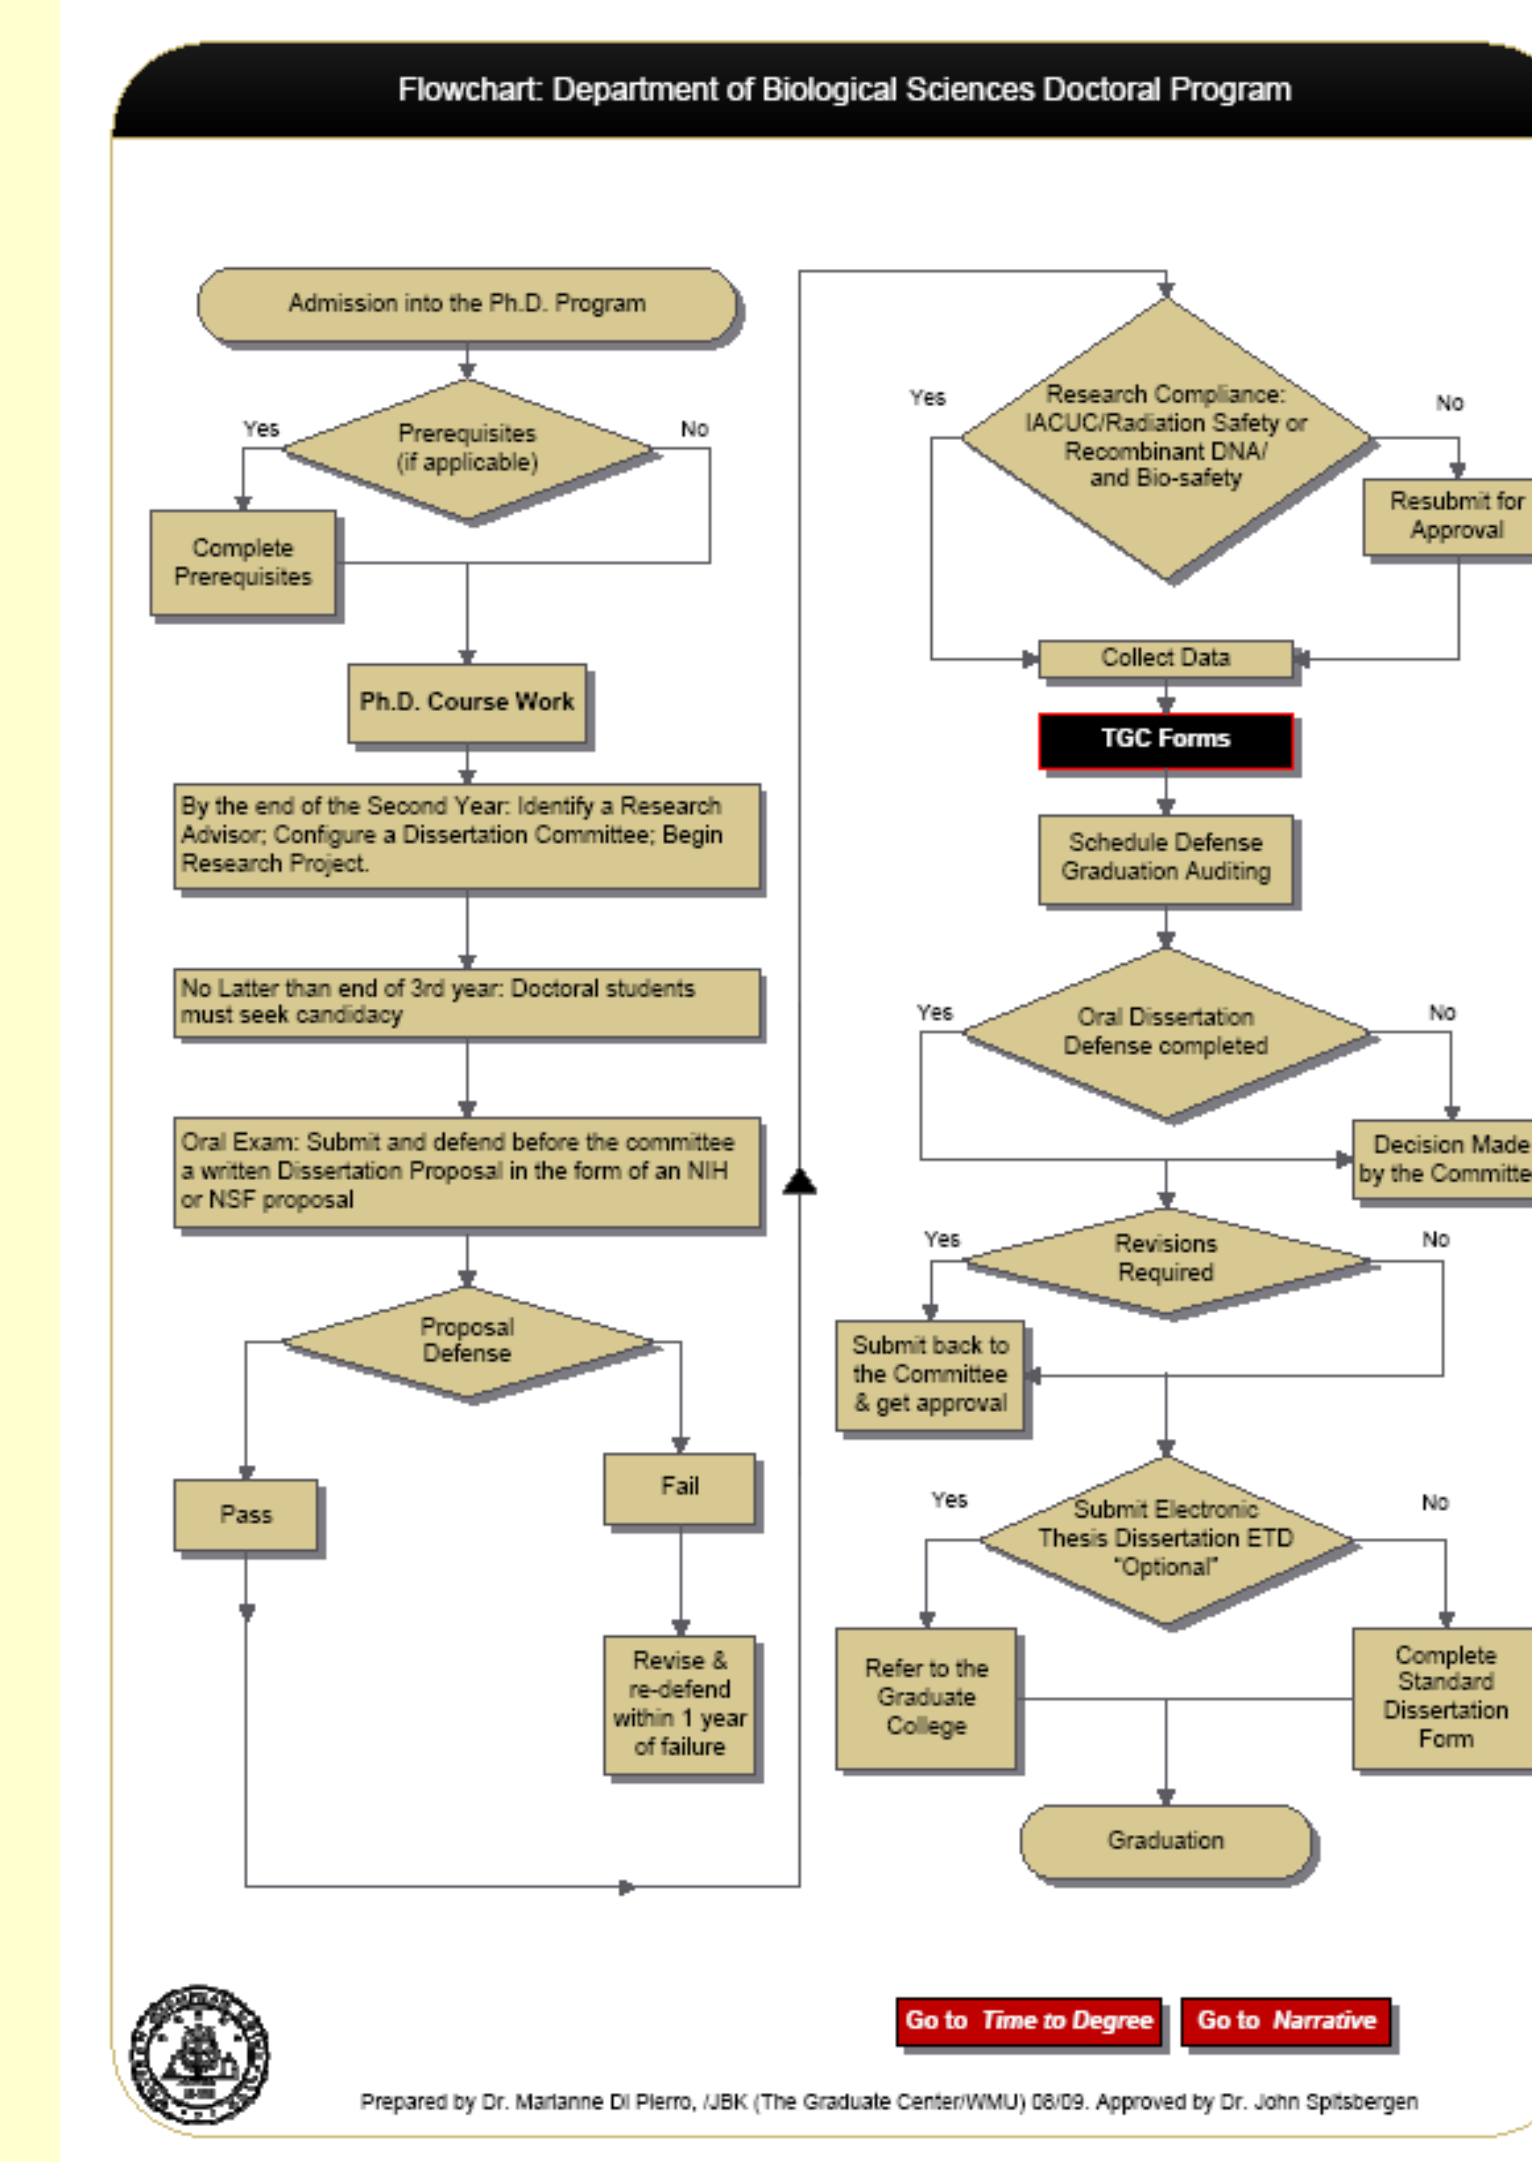 Flowchart: Department of Biological Sciences Doctoral Program
Admission into the Ph.D. Program
Yes
Prerequisites
(if applicable)
No
Complete
Prerequisites
Ph.D. Course Work
By the end of the Second Year: Identify a Research
Advisor; Configure a Dissertation Committee; Begin
Research Project.
No Latter than end of 3rd year: Doctoral students
must seek candidacy
Oral Exam: Submit and defend before the committee
a written Dissertation Proposal in the form of an NIH
or NSF proposal
Proposal
Defense
Pass
Fail
Revise &
re-defend
within 1 year
of failure
Yes
Research Compliance:
IACUC/Radiation Safety or
Recombinant DNA/
and Bio-safety
No
Resubmit for
Approval
Collect Data
TGC Forms
Schedule Defense
Graduation Auditing
Yes
Oral Dissertation
Defense completed
No
Decision Made
by the Committe
Yes
Revisions
Required
No
Submit back to
the Committee
& get approval
Yes
Submit Electronic
Thesis Dissertation ETD
"Optional"
No
Refer to the
Graduate
College
Complete
Standard
Dissertation
Form
Graduation
Go to Time to Degree
Go to Narrative
Prepared by Dr. Marianne Di Pierro, /JBK (The Graduate Center/WMU) 08/09. Approved by Dr. John Spitsbergen